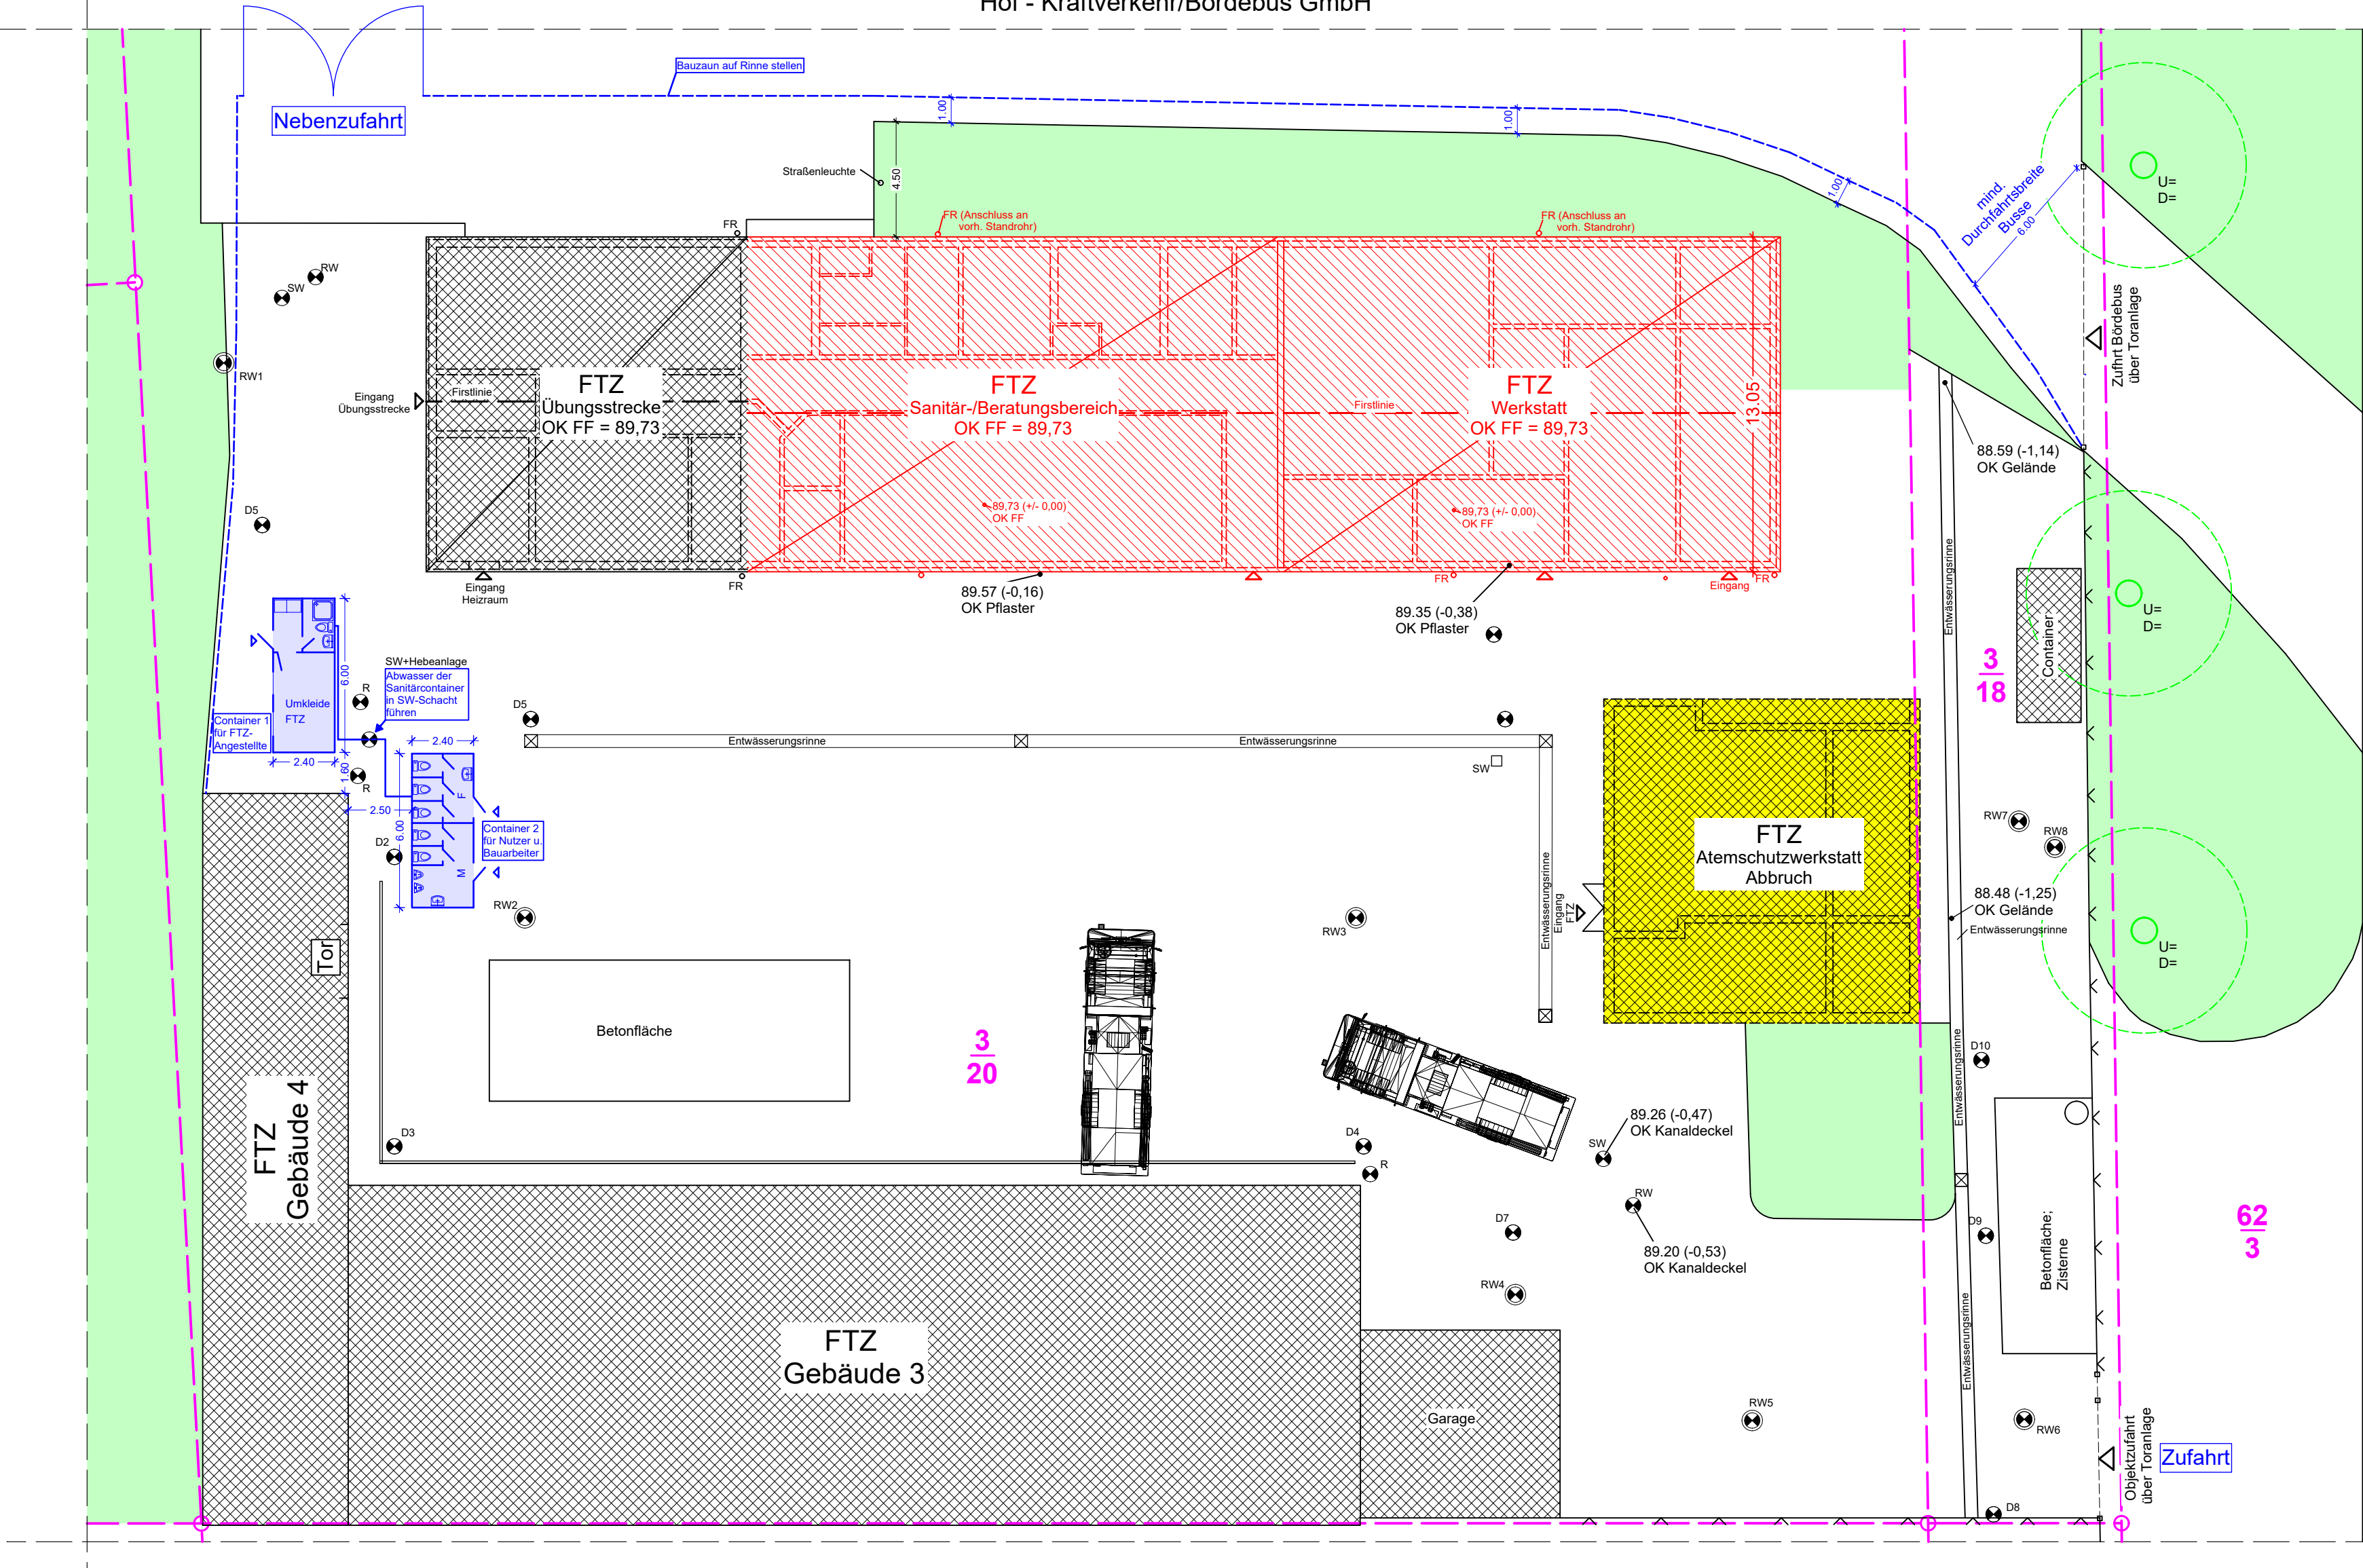 Hof - Kraftverkehr/Bördebus GmbH
Bauzaun auf Rinne stellen
Nebenzufahrt
1.00
1.00
1.00
Straßenleuchte
4.50
mind.
Durchfahrtsbreite
Busse
6.00
U=
D=
FR
FR (Anschluss an
vorh. Standrohr)
FR (Anschluss an
vorh. Standrohr)
RW
SW
RW1
Zufahrt Bördebus
über Toranlage
Eingang
Übungsstrecke
Firstlinie
FTZ
Übungsstrecke
OK FF = 89,73
FTZ
Sanitär-/Beratungsbereich
OK FF = 89,73
Firstlinie
FTZ
Werkstatt
OK FF = 89,73
13.05
88.59 (-1,14)
OK Gelände
D5
89,73 (+/- 0,00)
OK FF
89,73 (+/- 0,00)
OK FF
Eingang
Heizraum
FR
89.57 (-0,16)
OK Pflaster
FR
Eingang
FR
89.35 (-0,38)
OK Pflaster
Entwässerungsrinne
Container
U=
D=
3
18
SW+Hebeanlage
Abwasser der
Sanitärcontainer
in SW-Schacht
führen
R
6.00
Umkleide
FTZ
Container 1
für FTZ-
Angestellte
2.40
1.60
R
2.40
2.50
6.00
F
M
Container 2
für Nutzer u.
Bauarbeiter
D2
D5
Entwässerungsrinne
Entwässerungsrinne
SW
Entwässerungsrinne
Eingang
FTZ
FTZ
Atemschutzwerkstatt
Abbruch
RW7
RW8
88.48 (-1,25)
OK Gelände
Entwässerungsrinne
U=
D=
RW2
RW3
Tor
Betonfläche
3
20
D10
Entwässerungsrinne
FTZ
Gebäude 4
D3
D4
R
89.26 (-0,47)
OK Kanaldeckel
SW
RW
89.20 (-0,53)
OK Kanaldeckel
D7
RW4
D9
Betonfläche;
Zisterne
62
3
Entwässerungsrinne
FTZ
Gebäude 3
Garage
RW5
RW6
Objektzufahrt
über Toranlage
Zufahrt
D8